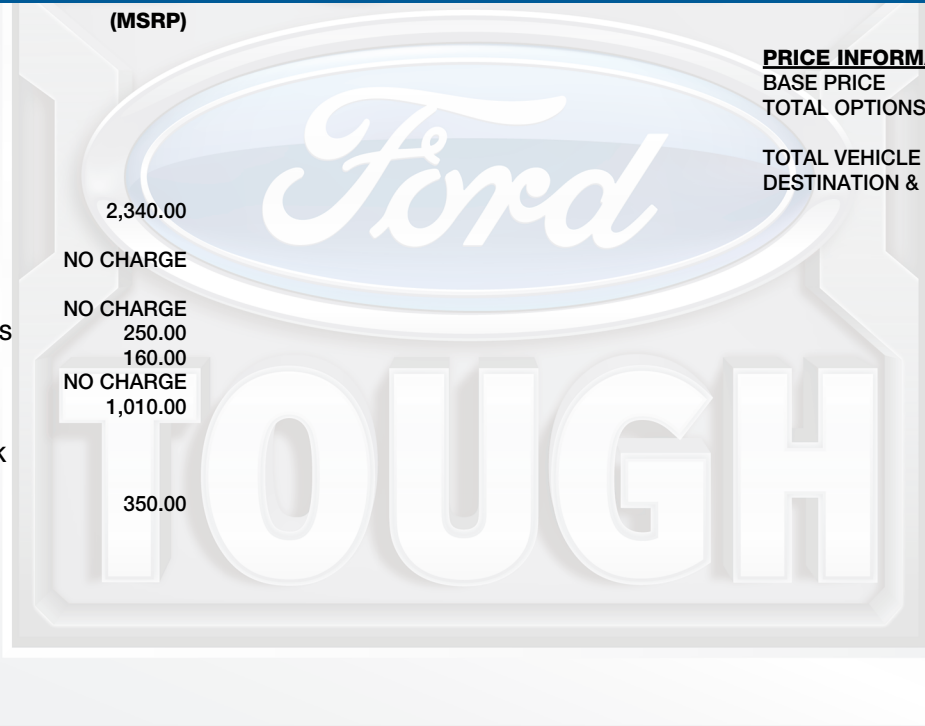 (MSRP)
2,340.00
NO CHARGE
NO CHARGE
S 250.00
160.00
NO CHARGE
1,010.00
K
350.00
PRICE INFORMA
BASE PRICE
TOTAL OPTIONS
TOTAL VEHICLE
DESTINATION &
Ford
TOUGH